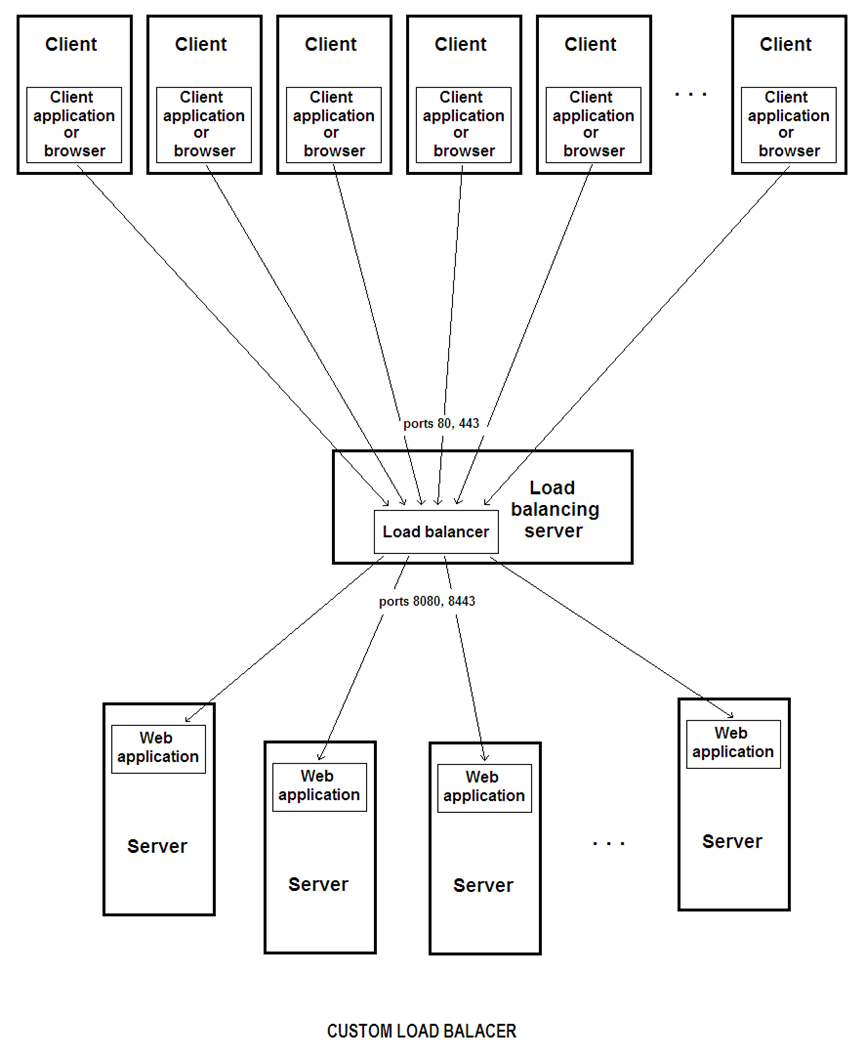 Client
Client
Client
Client
Client
Client
. . .
Client
application
or
browser
Client
application
or
browser
Client
application
or
browser
Client
application
or
browser
Client
application
or
browser
Client
application
or
browser
ports 80, 443
Load
balancing
server
Load balancer
ports 8080, 8443
Web
application
Server
Web
application
Server
Web
application
Server
. . .
Web
application
Server
CUSTOM LOAD BALACER